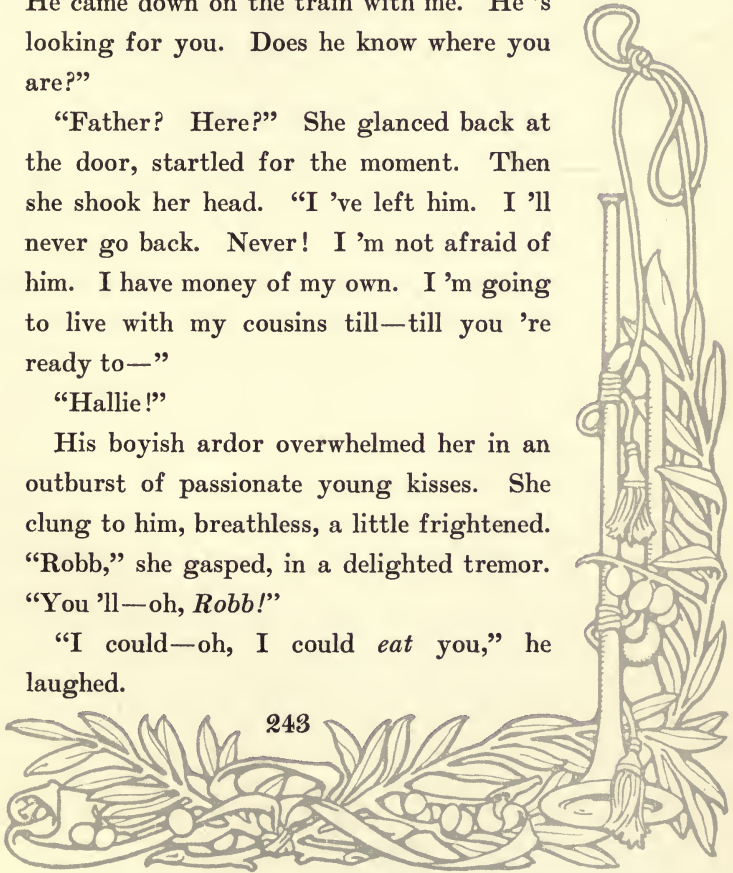 He came down on the train with me. He 's
looking for you. Does he know where you
are?”
“Father? Here?” She glanced back at
the door, startled for the moment. Then
she shook her head. “I 've left him. I 'll
never go back. Never! I 'm not afraid of
him. I have money of my own. I 'm going
to live with my cousins till—till you 're
ready to—”
“Hallie!”
His boyish ardor overwhelmed her in an
outburst of passionate young kisses. She
clung to him, breathless, a little frightened.
“Robb,” she gasped, in a delighted tremor.
“You 'll—oh, Robb!”
“I could—oh, I could eat you,” he
laughed.
243